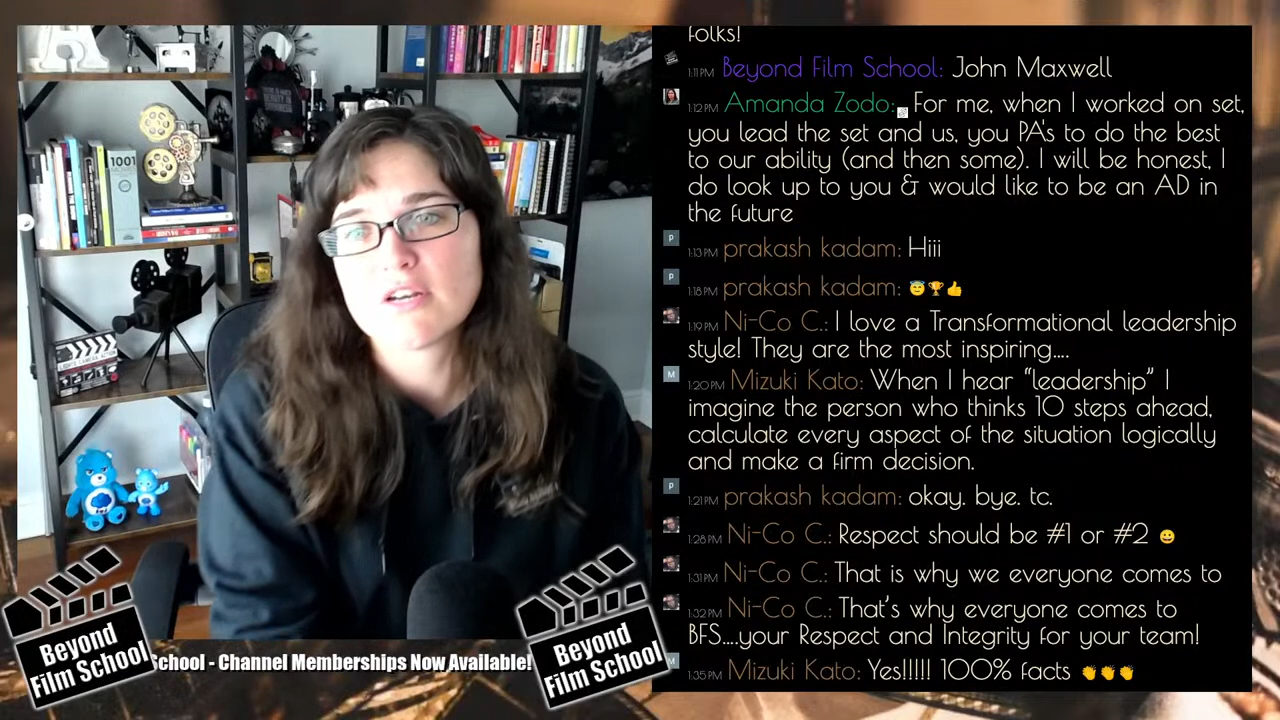 folks!
1:11 PM Beyond Film School: John Maxwell
1:12 PM Amanda Zodo: For me, when I worked on set,
you lead the set and us, you PA's to do the best
to our ability (and then some). I will be honest, I
do look up to you & would like to be an AD in
the future
P
1:13 PM prakash kadam: Hiii
P
1:18 PM prakash kadam: 😇🏆👍
1:19 PM Ni-Co C.: I love a Transformational leadership
style! They are the most inspiring....
M
1:20 PM Mizuki Kato: When I hear “leadership” I
imagine the person who thinks 10 steps ahead,
calculate every aspect of the situation logically
and make a firm decision.
P
1:21 PM prakash kadam: okay. bye. tc.
1:28 PM Ni-Co C.: Respect should be #1 or #2 😀
1:31 PM Ni-Co C.: That is why we everyone comes to
1:32 PM Ni-Co C.: That's why everyone comes to
BFS....your Respect and Integrity for your team!
M
1:35 PM Mizuki Kato: Yes!!!!! 100% facts 👏👏👏
A
1001
LIGHTS CAMERA ACTION
Beyond
Film School
School - Channel Memberships Now Available!
Beyond
Film School